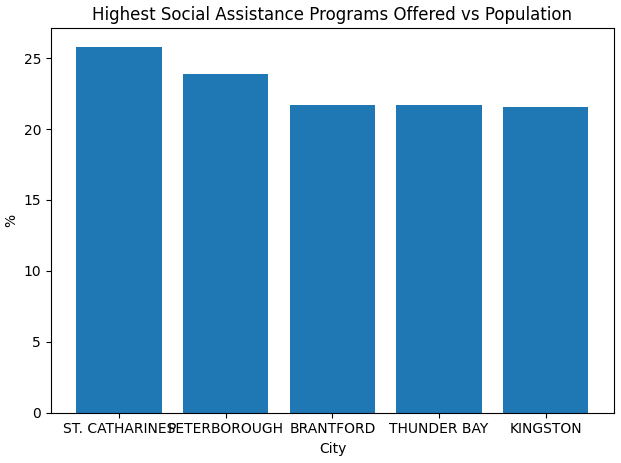 Highest Social Assistance Programs Offered vs Population
%
25
20
15
10
5
0
ST. CATHARINES PETERBOROUGH BRANTFORD THUNDER BAY KINGSTON
City